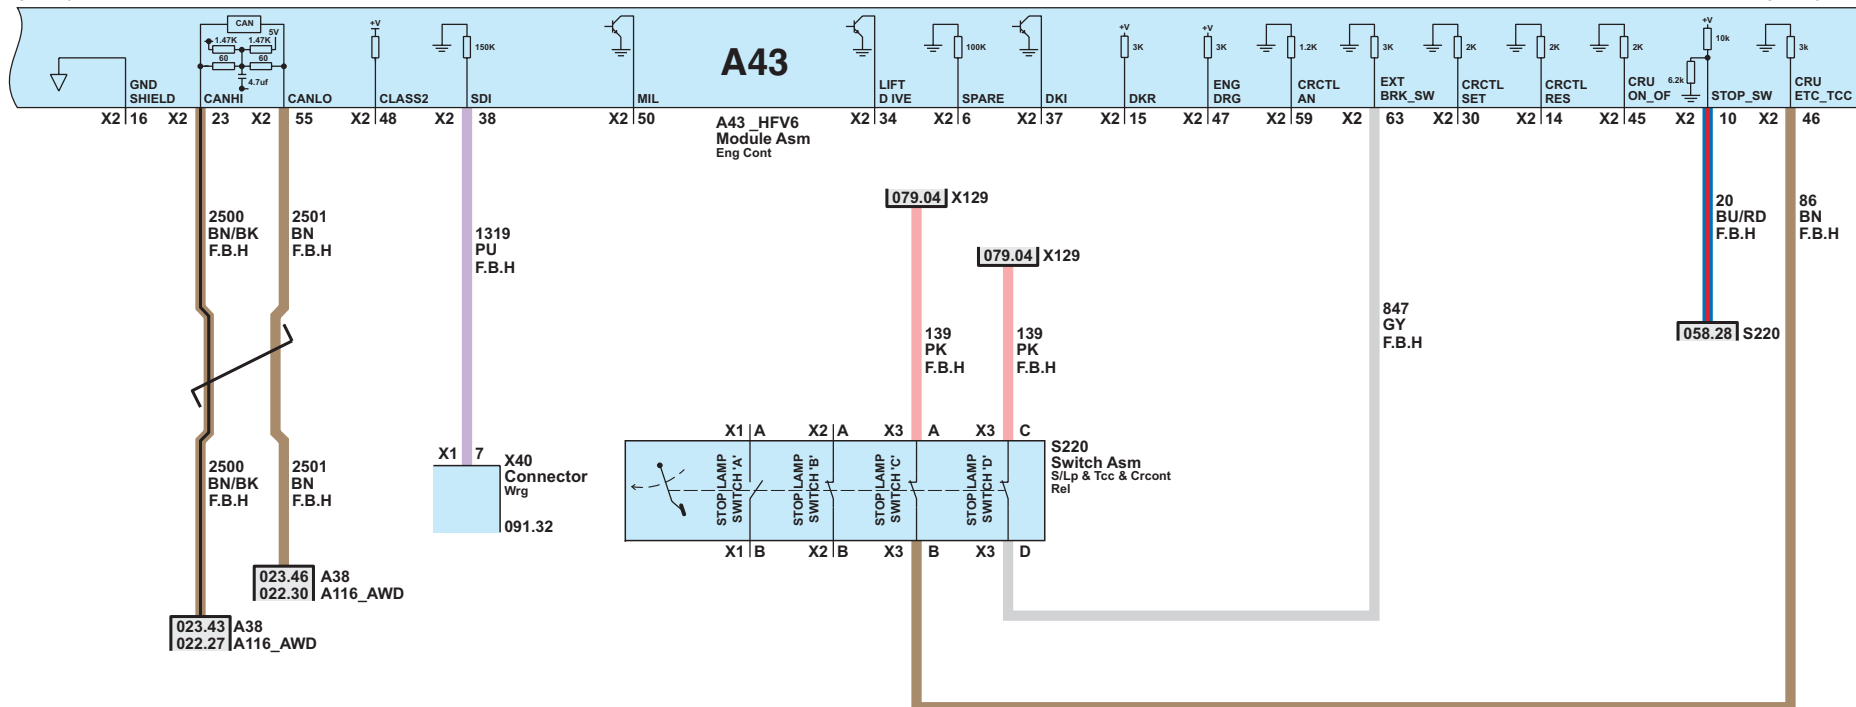 CAN
1.47K 1.47K 5V
60 60
4.7uf
+V
150K
100K
+V
3K
+V
3K
1.2K
3K
2K
2K
2K
+V
10k
6.2k
3k
A43
GND
SHIELD
CANHI
CANLO
CLASS2
SDI
MIL
LIFT
D IVE
SPARE
DKI
DKR
ENG
DRG
CRCTL
AN
EXT
BRK_SW
CRCTL
SET
CRCTL
RES
CRU
ON_OF
STOP_SW
CRU
ETC_TCC
X2 16
X2 23
X2 55
X2 48
X2 38
X2 50
A43 _HFV6
Module Asm
Eng Cont
X2 34
X2 6
X2 37
X2 15
X2 47
X2 59
X2 63
X2 30
X2 14
X2 45
X2 10
X2 46
2500
BN/BK
F.B.H
2501
BN
F.B.H
1319
PU
F.B.H
079.04 X129
079.04 X129
20
BU/RD
F.B.H
86
BN
F.B.H
139
PK
F.B.H
139
PK
F.B.H
847
GY
F.B.H
058.28 S220
2500
BN/BK
F.B.H
2501
BN
F.B.H
X1 7
X40
Connector
Wrg
091.32
X1 A
X2 A
X3 A
X3 C
S220
Switch Asm
S/Lp & Tcc & Crcont
Rel
STOP LAMP
SWITCH 'A'
STOP LAMP
SWITCH 'B'
STOP LAMP
SWITCH 'C'
STOP LAMP
SWITCH 'D'
X1 B
X2 B
X3 B
X3 D
023.46 A38
022.30 A116_AWD
023.43 A38
022.27 A116_AWD